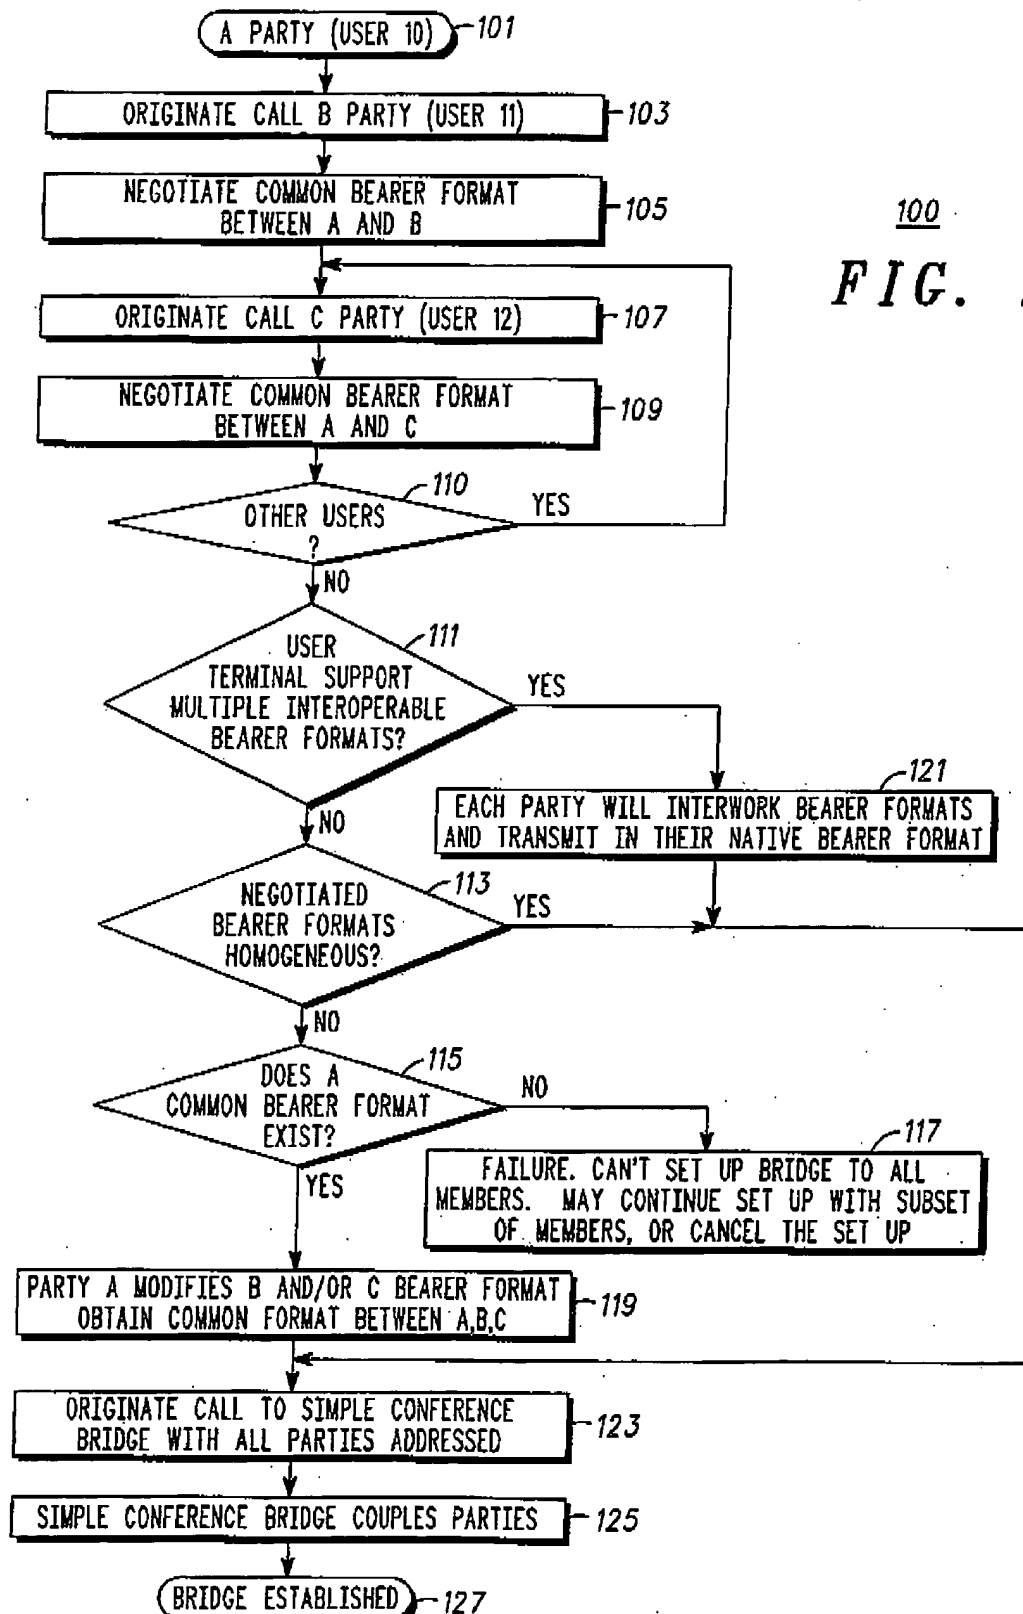 A PARTY (USER 10)
101
ORIGINATE CALL B PARTY (USER 11)
103
NEGOTIATE COMMON BEARER FORMAT
BETWEEN A AND B
105
100
FIG.
ORIGINATE CALL C PARTY (USER 12)
107
NEGOTIATE COMMON BEARER FORMAT
BETWEEN A AND C
109
110
OTHER USERS
?
YES
NO
111
USER
TERMINAL SUPPORT
MULTIPLE INTEROPERABLE
BEARER FORMATS?
YES
NO
121
EACH PARTY WILL INTERWORK BEARER FORMATS
AND TRANSMIT IN THEIR NATIVE BEARER FORMAT
113
NEGOTIATED
BEARER FORMATS
HOMOGENEOUS?
YES
NO
115
DOES A
COMMON BEARER FORMAT
EXIST?
NO
YES
117
FAILURE. CAN'T SET UP BRIDGE TO ALL
MEMBERS. MAY CONTINUE SET UP WITH SUBSET
OF MEMBERS, OR CANCEL THE SET UP
PARTY A MODIFIES B AND/OR C BEARER FORMAT
OBTAIN COMMON FORMAT BETWEEN A,B,C
119
ORIGINATE CALL TO SIMPLE CONFERENCE
BRIDGE WITH ALL PARTIES ADDRESSED
123
SIMPLE CONFERENCE BRIDGE COUPLES PARTIES
125
BRIDGE ESTABLISHED
127